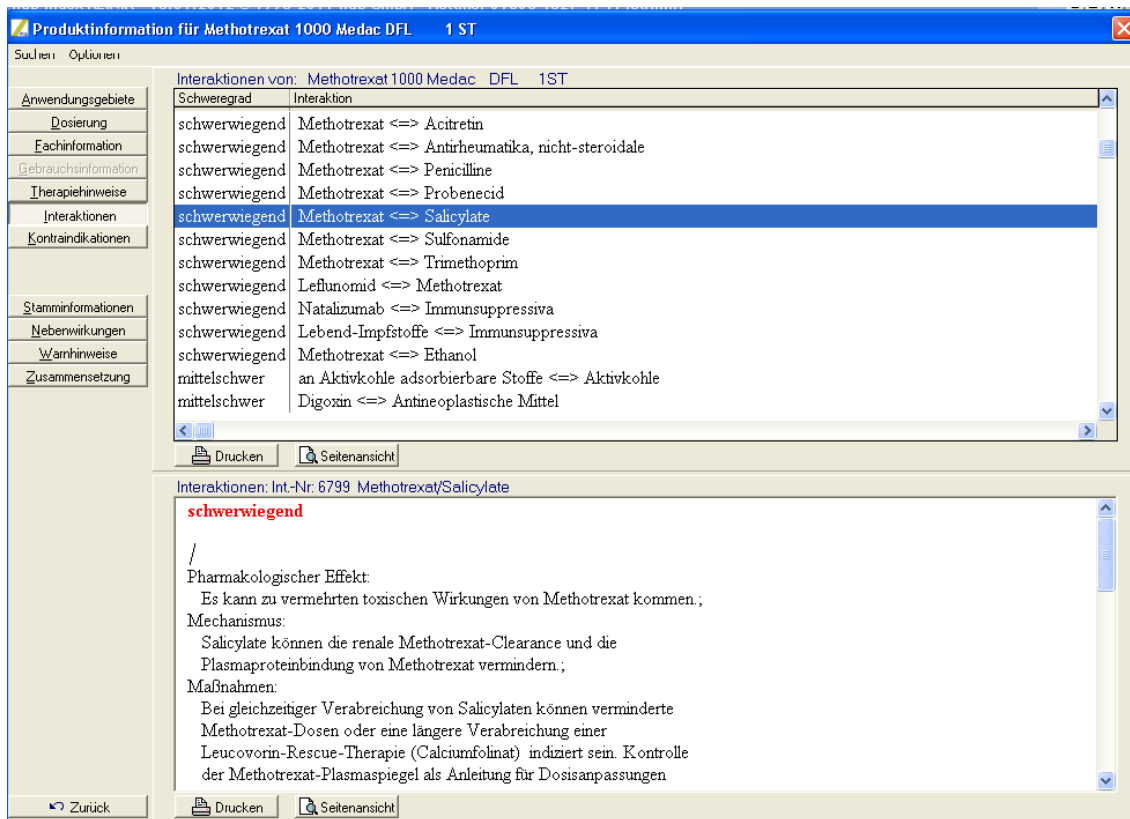 Produktinformation für Methotrexat 1000 Medac DFL 1 ST
Suchen Optionen
Interaktionen von: Methotrexat 1000 Medac DFL 1ST
Anwendungsgebiete
Dosierung
Fachinformation
Gebrauchsinformation
Therapiehinweise
Interaktionen
Kontraindikationen
Stamminformationen
Nebenwirkungen
Warnhinweise
Zusammensetzung
Schweregrad Interaktion
schwerwiegend Methotrexat <=> Acitretin
schwerwiegend Methotrexat <=> Antirheumatika, nicht-steroidale
schwerwiegend Methotrexat <=> Penicilline
schwerwiegend Methotrexat <=> Probenecid
schwerwiegend Methotrexat <=> Salicylate
schwerwiegend Methotrexat <=> Sulfonamide
schwerwiegend Methotrexat <=> Trimethoprim
schwerwiegend Leflunomid <=> Methotrexat
schwerwiegend Natalizumab <=> Immunsuppressiva
schwerwiegend Lebend-Impfstoffe <=> Immunsuppressiva
schwerwiegend Methotrexat <=> Ethanol
mittelschwer an Aktivkohle adsorbierbare Stoffe <=> Aktivkohle
mittelschwer Digoxin <=> Antineoplastische Mittel
Drucken Seitenansicht
Interaktionen: Int.-Nr: 6799 Methotrexat/Salicylate
schwerwiegend
/
Pharmakologischer Effekt:
Es kann zu vermehrten toxischen Wirkungen von Methotrexat kommen.;
Mechanismus:
Salicylate können die renale Methotrexat-Clearance und die
Plasmaproteinbindung von Methotrexat vermindern.;
Maßnahmen:
Bei gleichzeitiger Verabreichung von Salicylaten können verminderte
Methotrexat-Dosen oder eine längere Verabreichung einer
Leucovorin-Rescue-Therapie (Calciumfolinat) indiziert sein. Kontrolle
der Methotrexat-Plasmaspiegel als Anleitung für Dosisanpassungen
Zurück
Drucken Seitenansicht